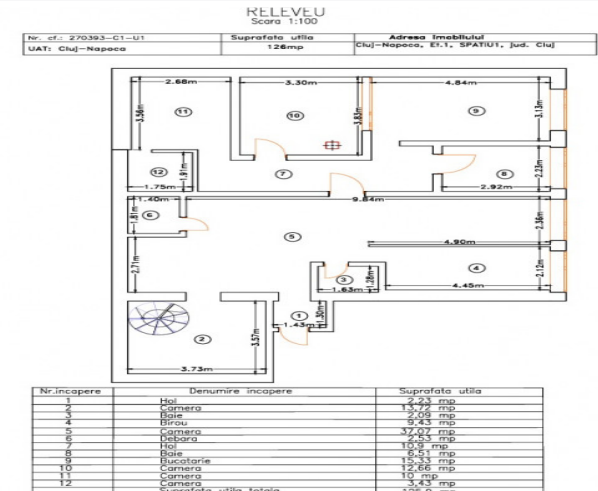 RELEVEU
Scara 1:100
Nr. cf.: 270393-C1-U1 Suprafata utila Adresa Imobilului
UAT: Cluj-Napoca 126mp Cluj-Napoca, Et.1, SPATIU1, jud. Cluj
2.68m 3.30m 4.84m
3.56m 11 10 3.83m 9 3.13m
12 1.91m 7 8 2.23m
1.75m 2.92m
1.40m 9.84m
1.81m 6 2.36m
5
4.90m
2.71m 3 1.28m 4 2.12m
1.63m 4.45m
1 1.30m
1.43m
2 3.57m
3.73m
Nr.incapere Denumire incapere Suprafata utila
1 Hol 2,23 mp
2 Camera 13,72 mp
3 Baie 2,09 mp
4 Birou 9,43 mp
5 Camera 37,07 mp
6 Debara 2,53 mp
7 Hol 10,9 mp
8 Baie 6,51 mp
9 Bucatarie 15,33 mp
10 Camera 12,66 mp
11 Camera 10 mp
12 Camera 3,43 mp
Suprafata utila totala 125,9 mp